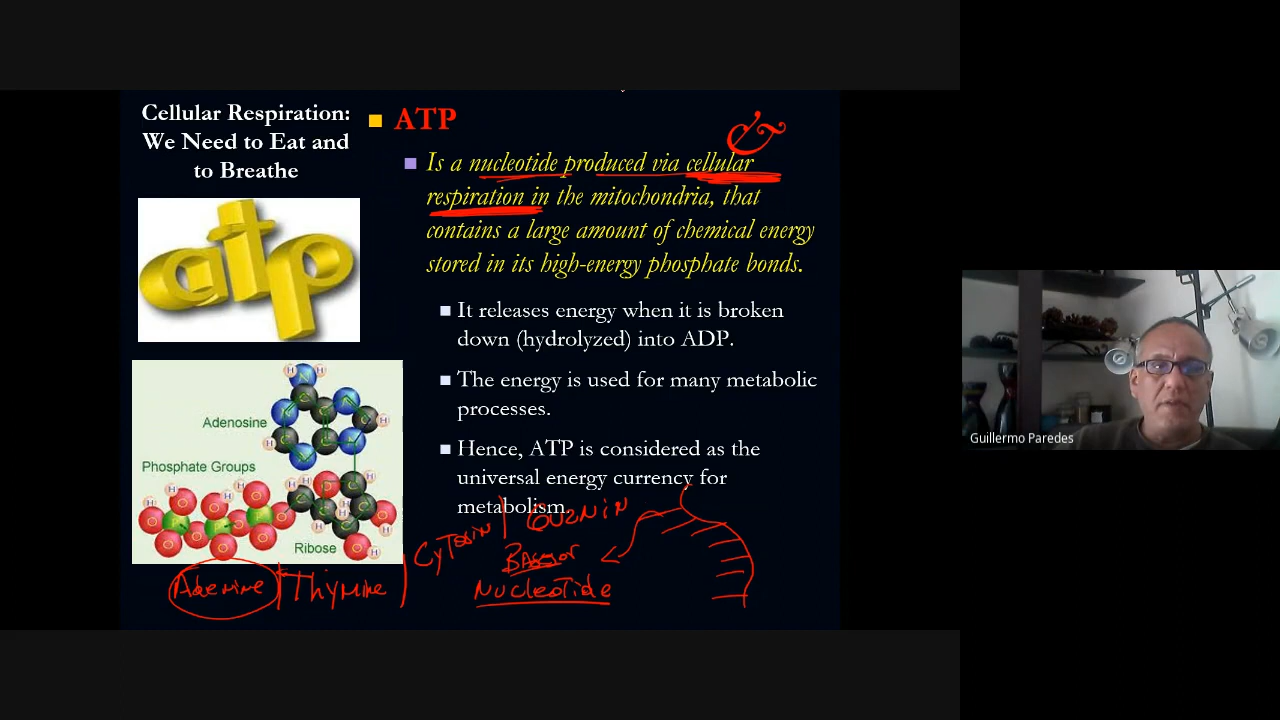 Cellular Respiration:
We Need to Eat and
to Breathe
ATP
Is a nucleotide produced via cellular
respiration in the mitochondria, that
contains a large amount of chemical energy
stored in its high-energy phosphate bonds.
It releases energy when it is broken
down (hydrolyzed) into ADP.
The energy is used for many metabolic
processes.
Hence, ATP is considered as the
universal energy currency for
metabolism.
atp
Adenosine
Phosphate Groups
Ribose
Adenine | Thymine | Cytosin |
Nucleotide
Guillermo Paredes